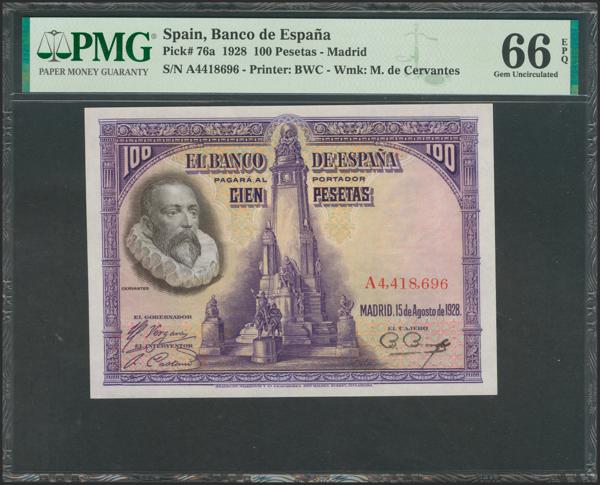 PMG
PAPER MONEY GUARANTY
Spain, Banco de España
Pick# 76a 1928 100 Pesetas - Madrid
S/N A4418696 - Printer: BWC - Wmk: M. de Cervantes
66 EPQ
Gem Uncirculated
100 100
EL BANCO DE ESPAÑA
PAGARÁ AL PORTADOR
CIEN PESETAS
CERVANTES
A4,418,696
MADRID, 15 de Agosto de 1928.
EL GOBERNADOR
EL CAJERO
EL INTERVENTOR